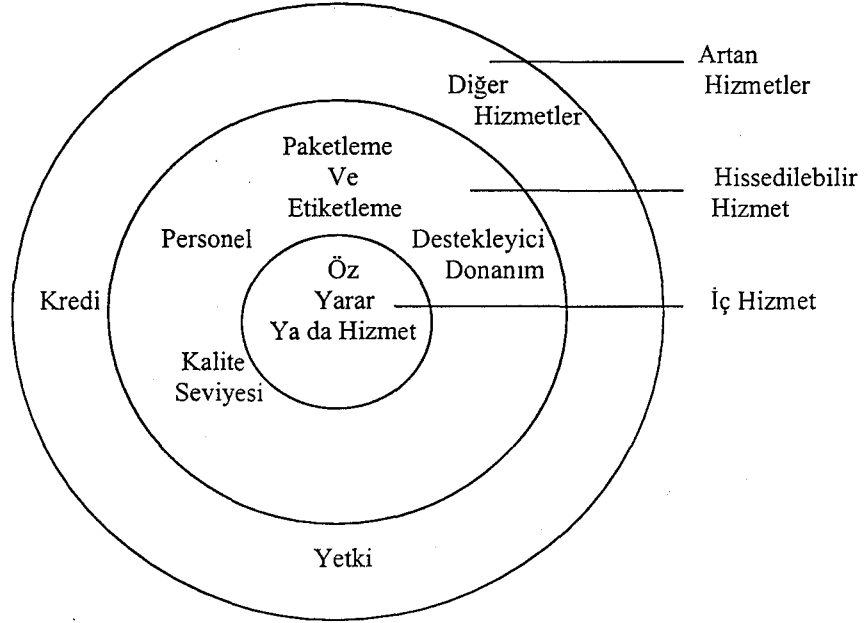 Artan
Hizmetler
Diğer
Hizmetler
Paketleme
Ve
Etiketleme
Hissedilebilir
Hizmet
Personel
Destekleyici
Donanım
Öz
Yarar
Ya da Hizmet
İç Hizmet
Kredi
Kalite
Seviyesi
Yetki